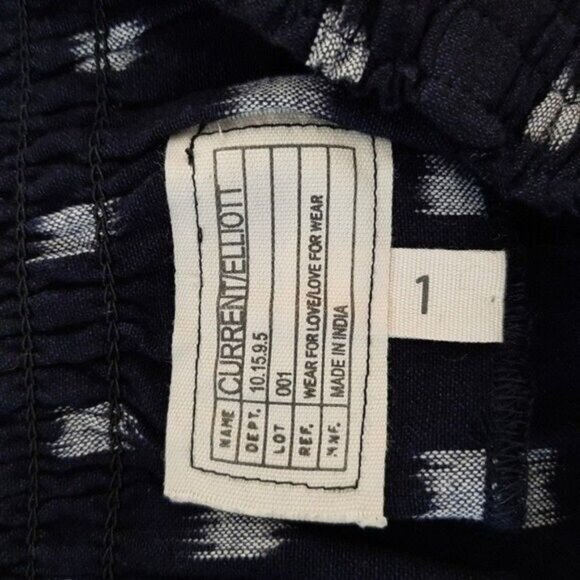 NAME CURRENT/ELLIOTT
DEPT. 10.15.9.5
LOT 001
REF. WEAR FOR LOVE/LOVE FOR WEAR
MNF. MADE IN INDIA
1